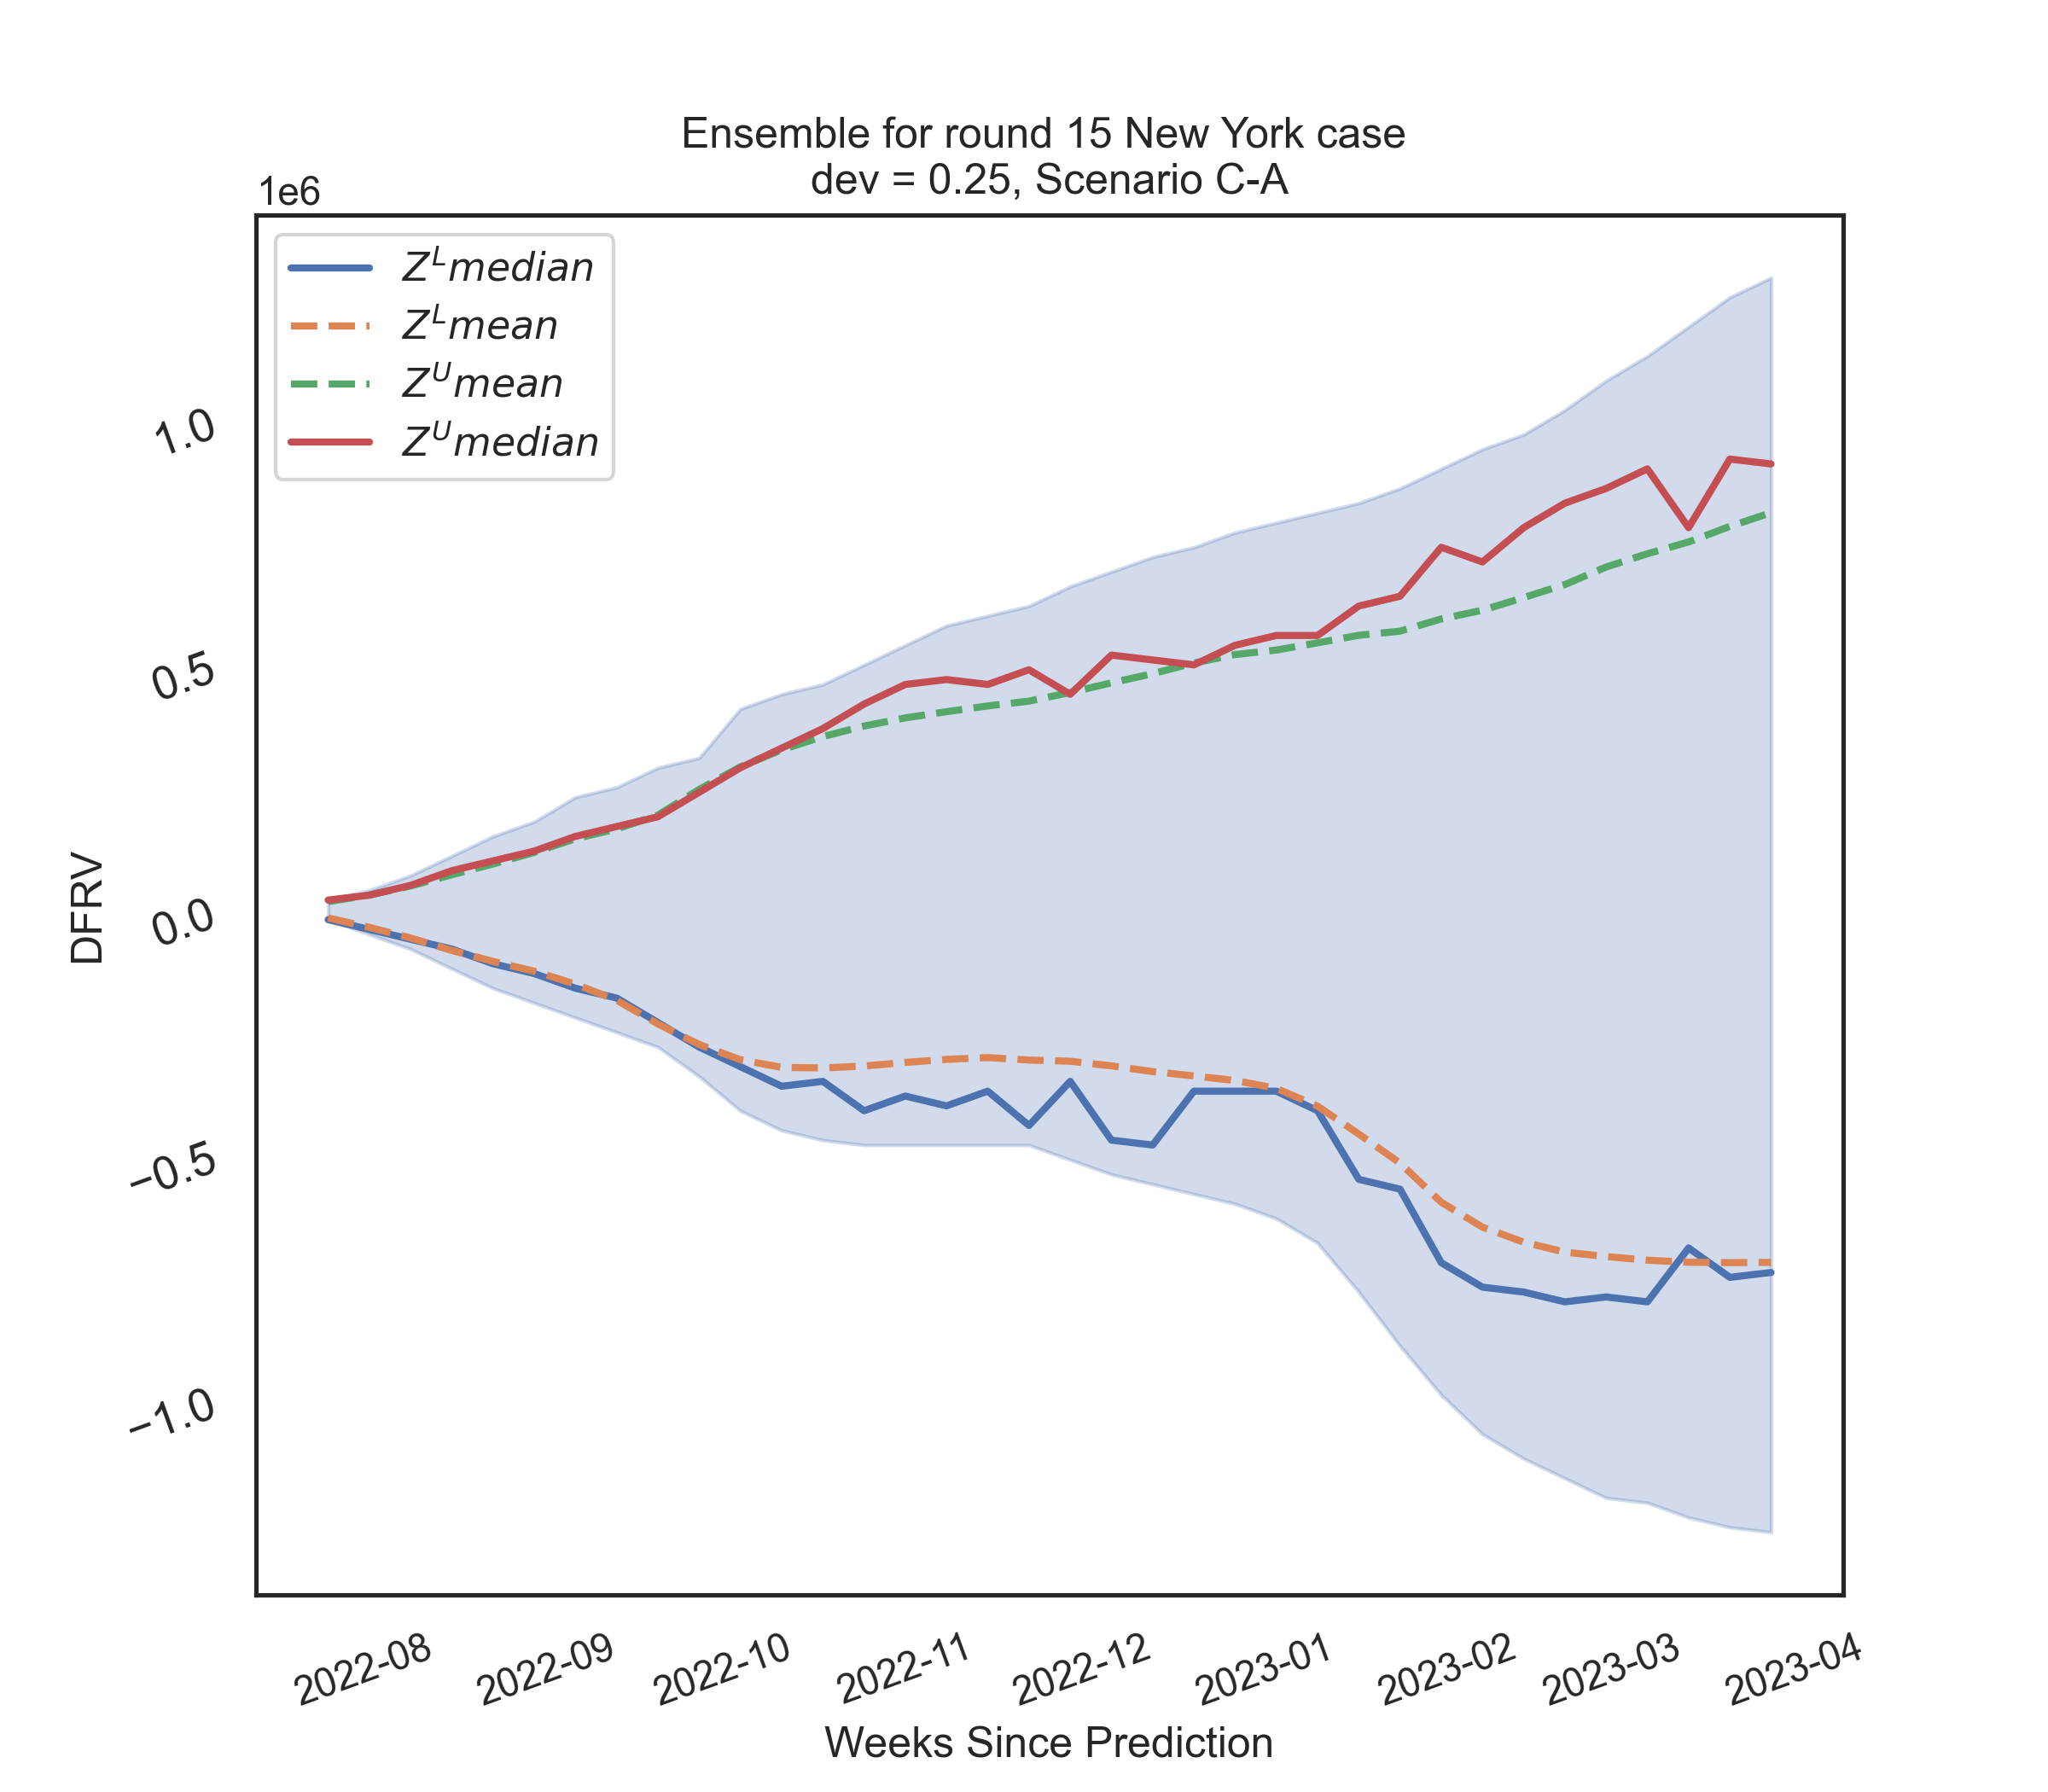 Ensemble for round 15 New York case
dev = 0.25, Scenario C-A
1e6
Z^L median
Z^L mean
Z^U mean
Z^U median
1.0
0.5
0.0
−0.5
−1.0
DFRV
2022-08 2022-09 2022-10 2022-11 2022-12 2023-01 2023-02 2023-03 2023-04
Weeks Since Prediction